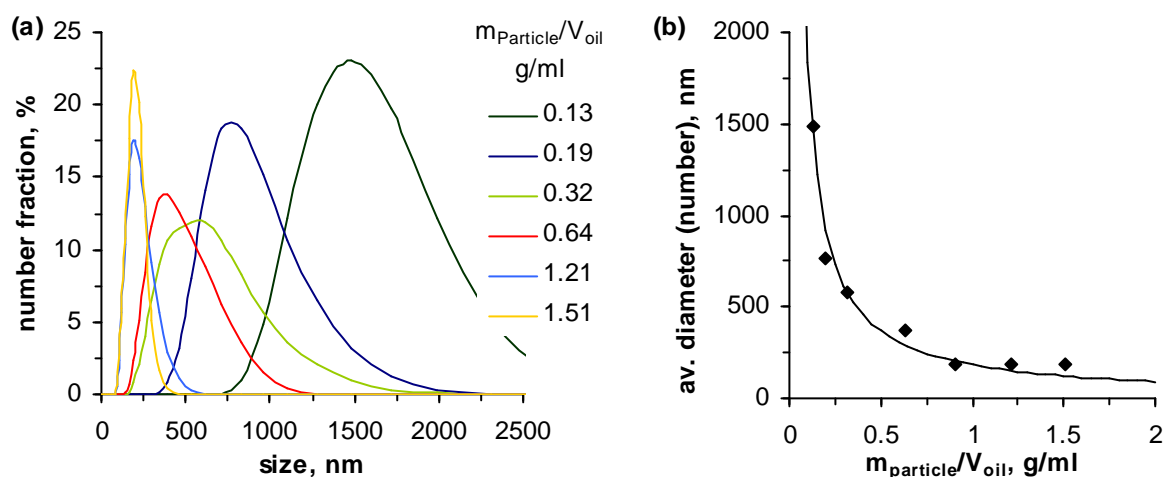 (a)
number fraction, %
25
20
15
10
5
0
0 500 1000 1500 2000 2500
size, nm
mParticle/Voil
g/ml
0.13
0.19
0.32
0.64
1.21
1.51
(b)
av. diameter (number), nm
2000
1500
1000
500
0
0 0.5 1 1.5 2
mparticle/Voil, g/ml